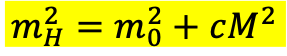 m_H^2 = m_0^2 + cM^2